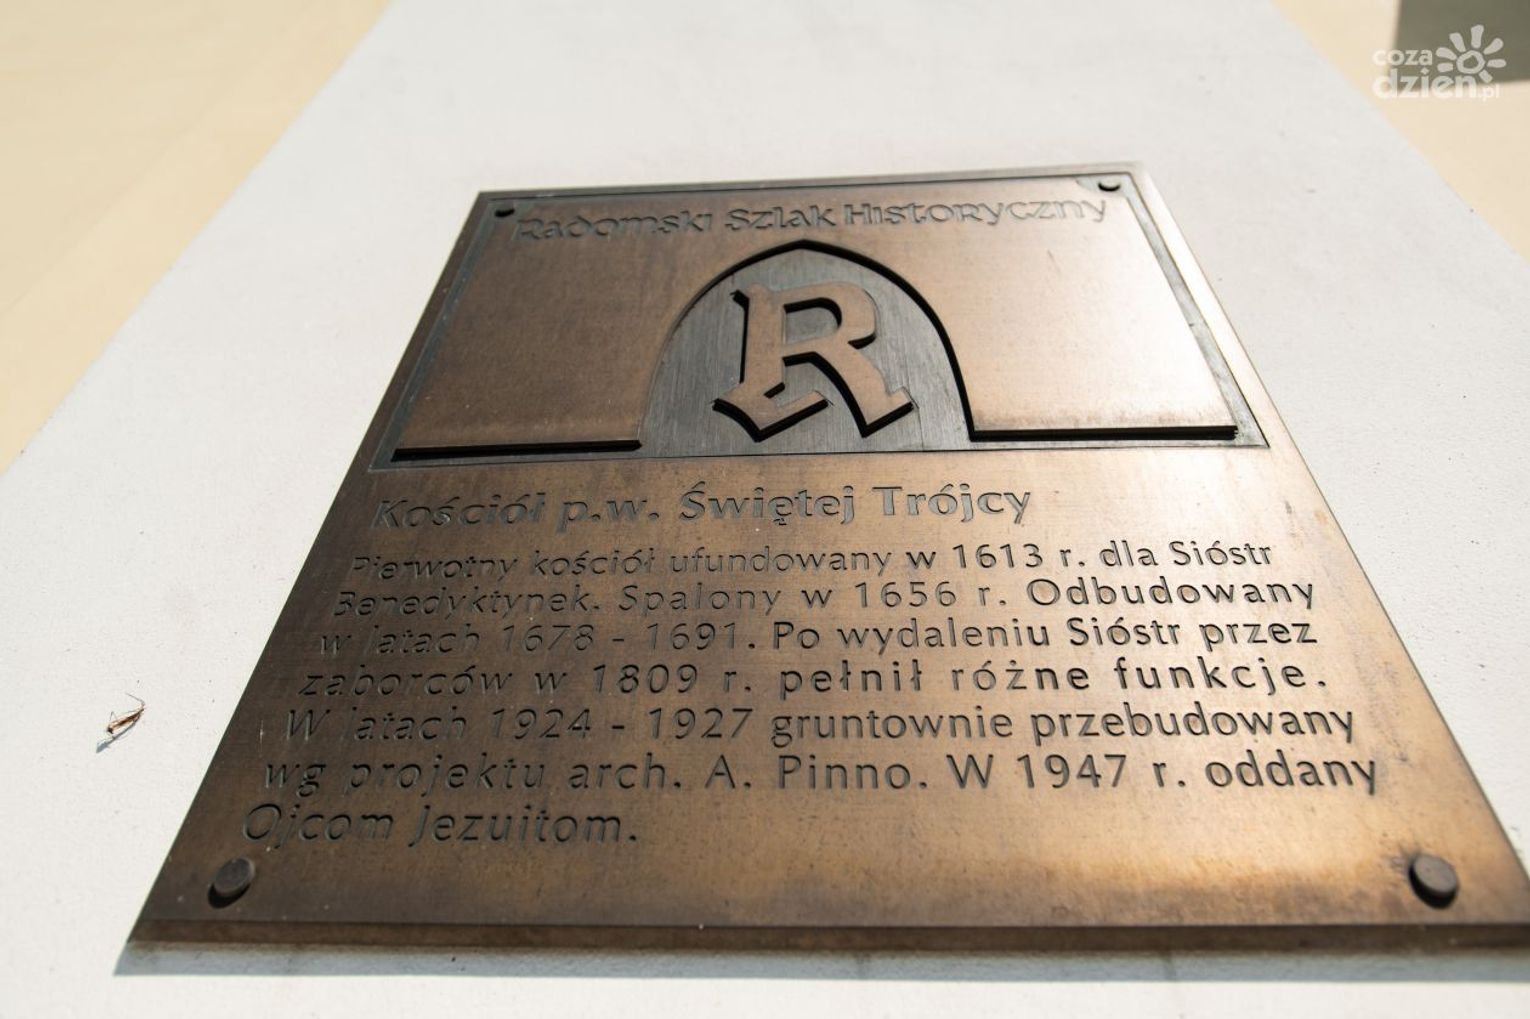 coza
dzien.pl
Radomski Szlak Historyczny
R
Kościół p.w. Świętej Trójcy
Pierwotny kościół ufundowany w 1613 r. dla Sióstr
Benedyktynek. Spalony w 1656 r. Odbudowany
w latach 1678 - 1691. Po wydaleniu Sióstr przez
zaborców w 1809 r. pełnił różne funkcje.
W latach 1924 - 1927 gruntownie przebudowany
wg projektu arch. A. Pinno. W 1947 r. oddany
Ojcom Jezuitom.